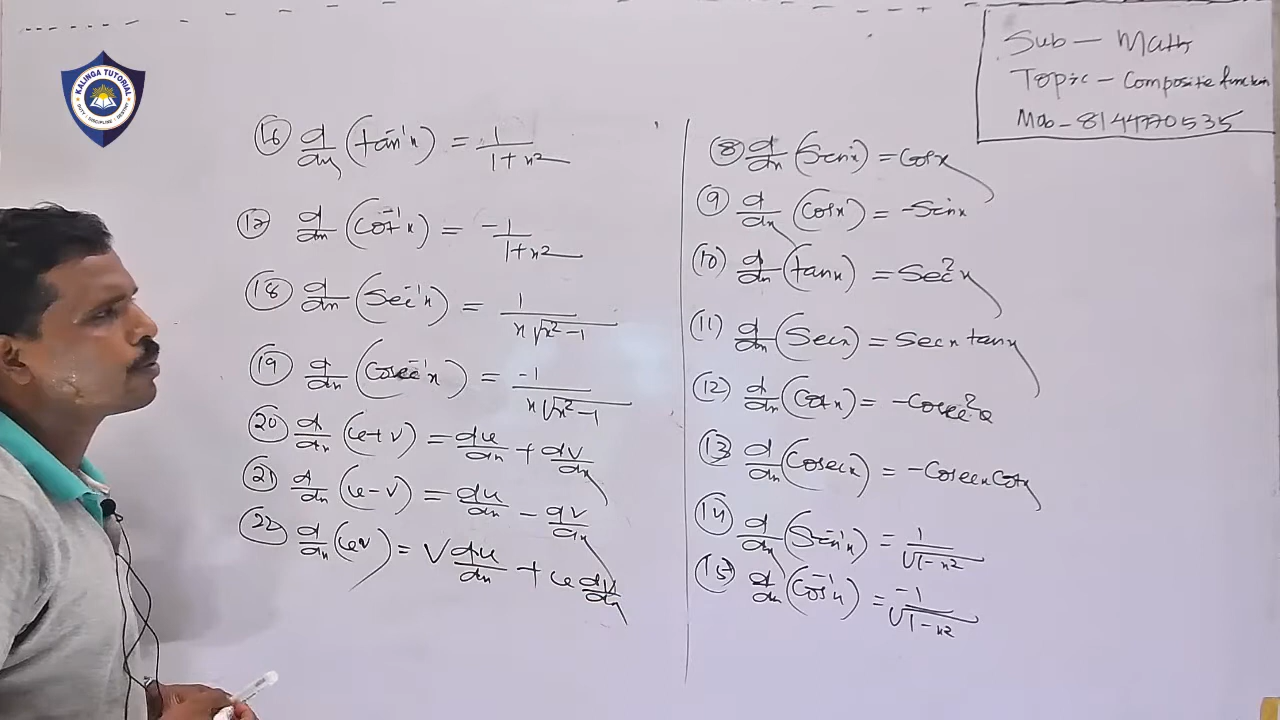 KALINGA TUTORIAL
DUTY | DISCIPLINE | DESTINY
Sub - Math
Topic - Composite function
Mob - 8144770535
(16) d/dx (tan⁻¹x) = 1/(1+x²)
(17) d/dx (Cot⁻¹x) = -1/(1+x²)
(18) d/dx (Sec⁻¹x) = 1/(x√(x²-1))
(19) d/dx (Cosec⁻¹x) = -1/(x√(x²-1))
(20) d/dx (u+v) = du/dx + dv/dx
(21) d/dx (u-v) = du/dx - dv/dx
(22) d/dx (uv) = V du/dx + u dv/dx
(8) d/dx (Sinx) = Cosx
(9) d/dx (Cosx) = -Sinx
(10) d/dx (tanx) = Sec²x
(11) d/dx (Secx) = Secx tanx
(12) d/dx (Cotx) = -Cosec²x
(13) d/dx (Cosecx) = -Cosecx Cotx
(14) d/dx (Sin⁻¹x) = 1/√(1-x²)
(15) d/dx (Cos⁻¹x) = -1/√(1-x²)